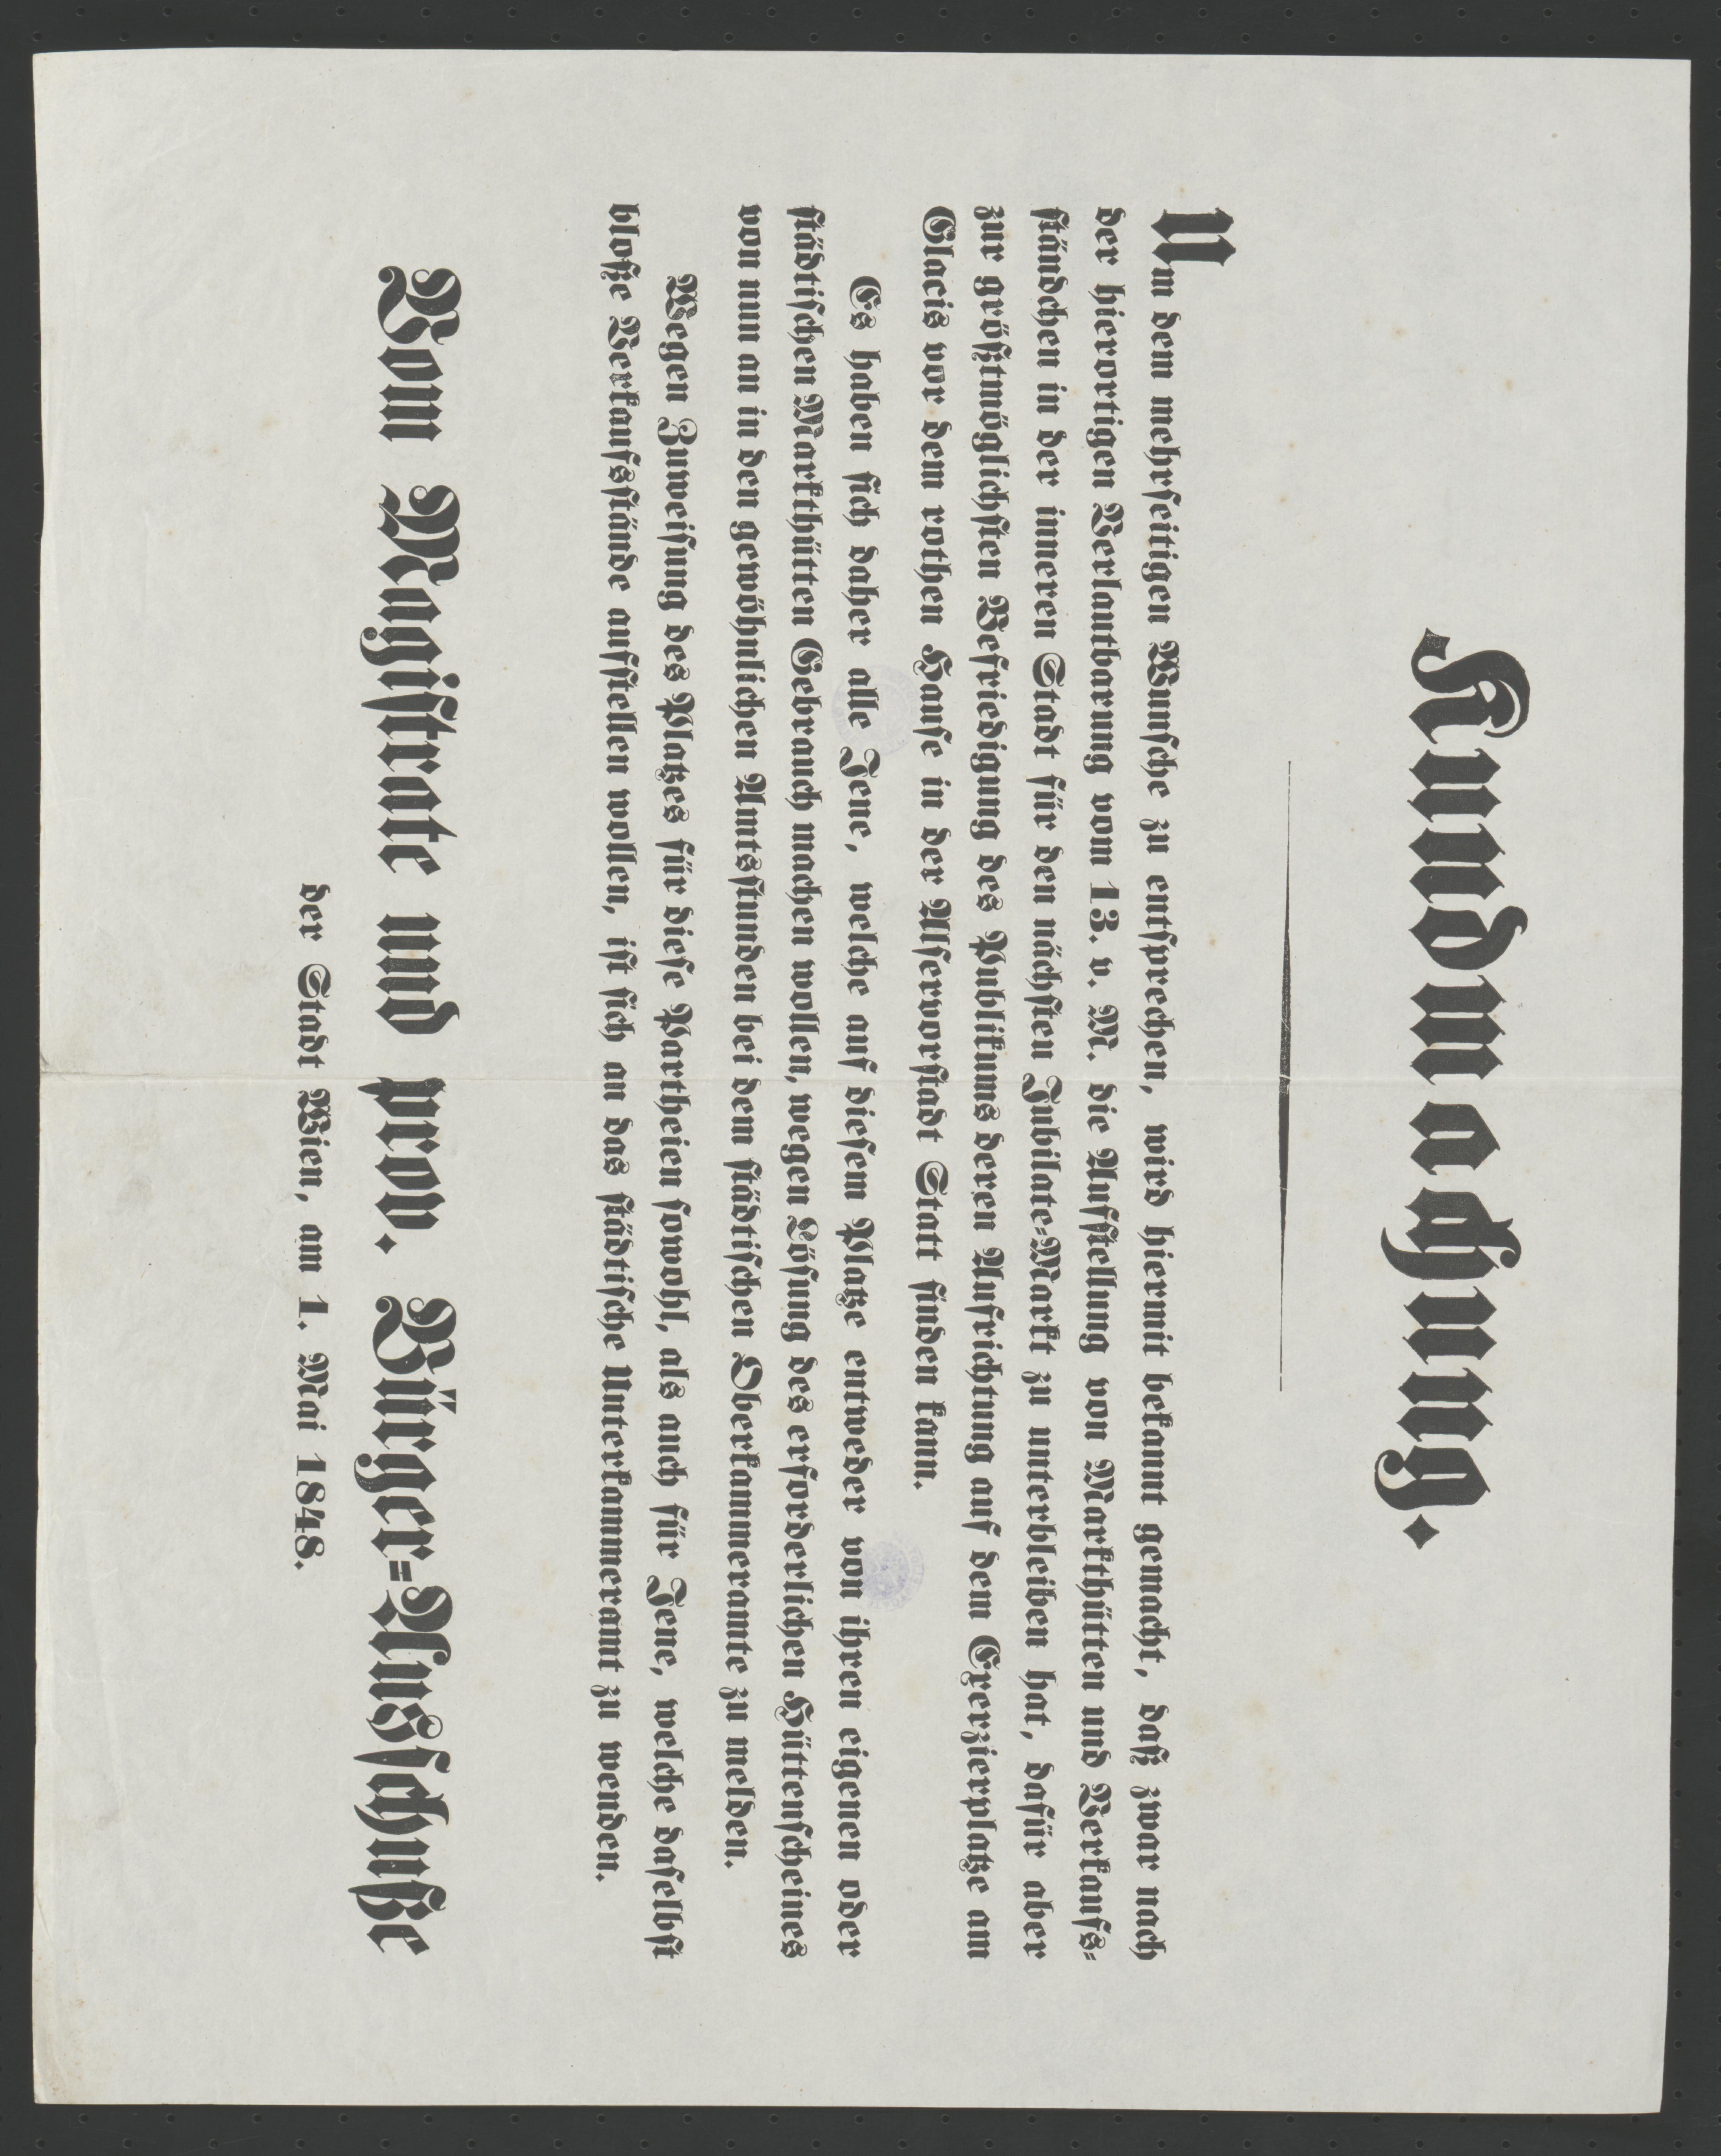 Kundmachung.
Um dem mehrseitigen Wunsche zu entsprechen, wird hiermit bekannt gemacht, daß zwar nach
der hierortigen Verlautbarung vom 13. v. M. die Aufstellung von Markthütten und Verkaufs-
ständchen in der inneren Stadt für den nächsten Jubilate-Markt zu unterbleiben hat, dafür aber
zur größtmöglichsten Befriedigung des Publikums deren Aufrichtung auf dem Exerzierplatze am
Glacis vor dem rothen Hause in der Alservorstadt Statt finden kann.
Es haben sich daher alle Jene, welche auf diesem Platze entweder von ihren eigenen oder
städtischen Markthütten Gebrauch machen wollen, wegen Lösung des erforderlichen Hüttenscheines
von nun an in den gewöhnlichen Amtsstunden bei dem städtischen Oberkammeramte zu melden.
Wegen Zuweisung des Platzes für diese Partheien sowohl, als auch für Jene, welche daselbst
bloße Verkaufsstände aufstellen wollen, ist sich an das städtische Unterkammeramt zu wenden.
Vom Magistrate und prov. Bürger-Ausschuße
der Stadt Wien, am 1. Mai 1848.